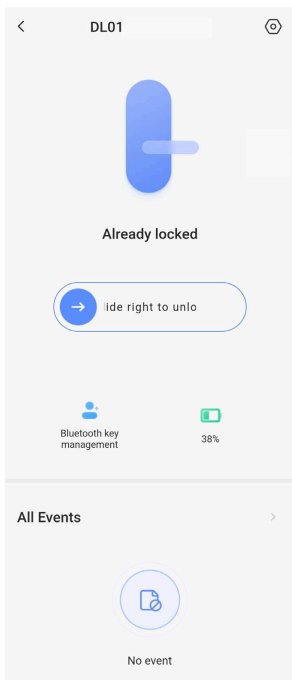 DL01
Already locked
ide right to unlo
Bluetooth key
management
38%
All Events
No event